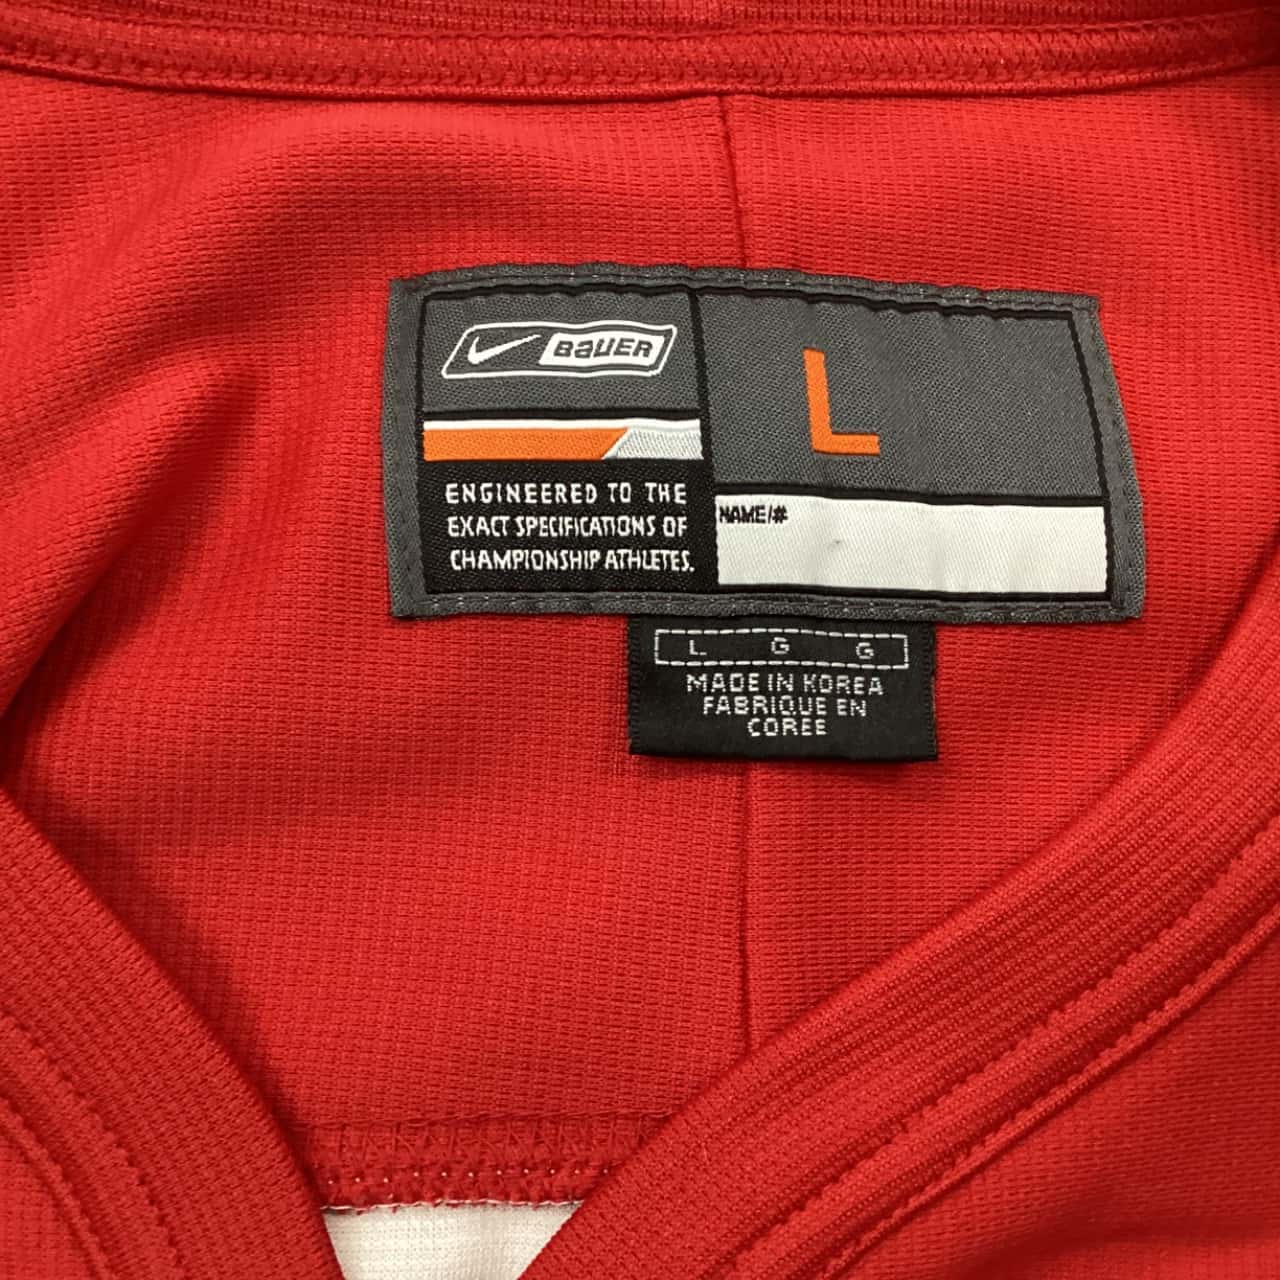 BAUER
L
ENGINEERED TO THE
EXACT SPECIFICATIONS OF
CHAMPIONSHIP ATHLETES.
NAME/#
L G G
MADE IN KOREA
FABRIQUE EN
COREE